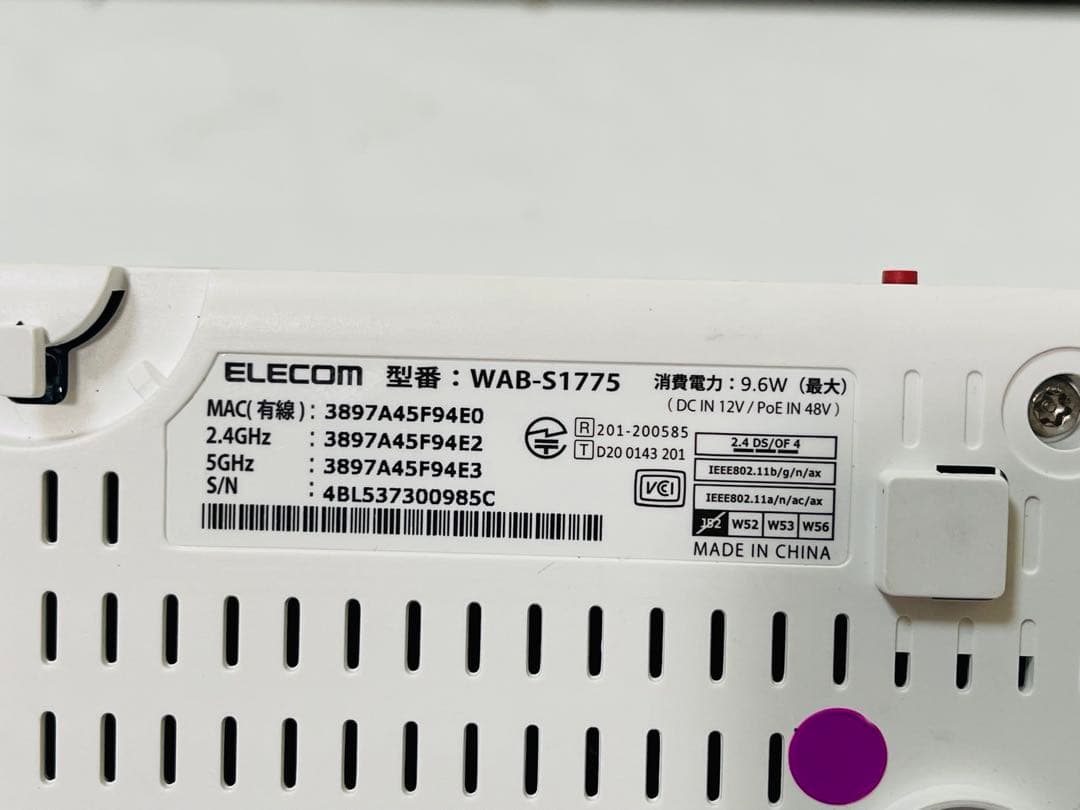 ELECOM 型番：WAB-S1775 消費電力：9.6W（最大）
（DC IN 12V / PoE IN 48V）
MAC(有線)：3897A45F94E0
2.4GHz ：3897A45F94E2
5GHz ：3897A45F94E3
S/N ：4BL537300985C
R 201-200585
T D20 0143 201
VCCI
2.4 DS/OF 4
IEEE802.11b/g/n/ax
IEEE802.11a/n/ac/ax
J52 W52 W53 W56
MADE IN CHINA